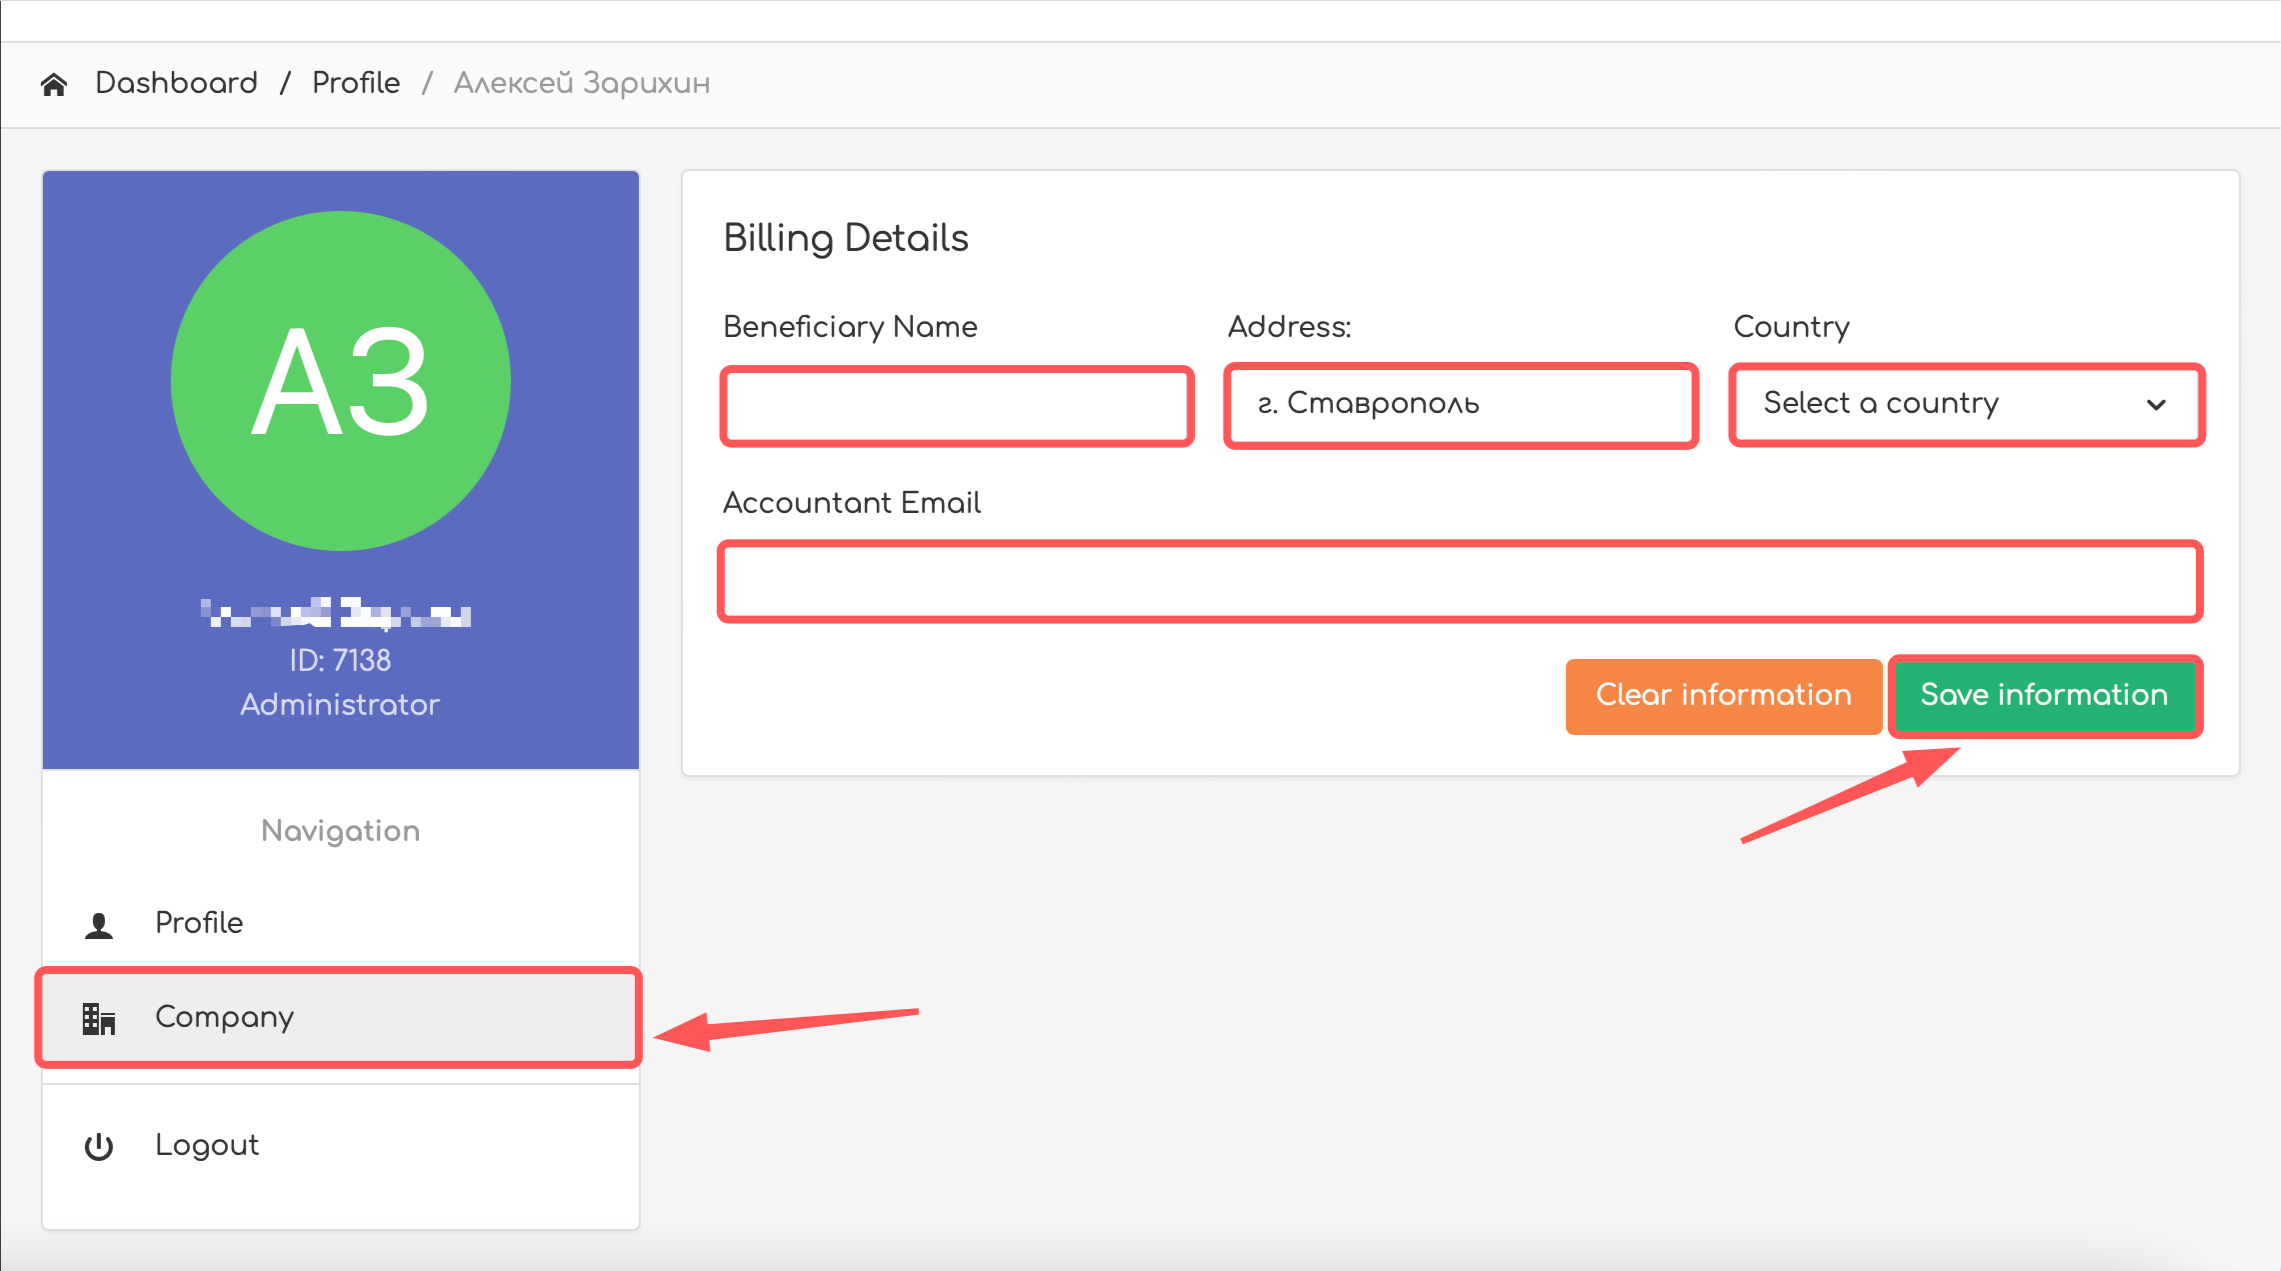 Dashboard / Profile / Алексей Зарихин
АЗ
ID: 7138
Administrator
Navigation
Profile
Company
Logout
Billing Details
Beneficiary Name
Address:
Country
г. Ставрополь
Select a country
Accountant Email
Clear information
Save information